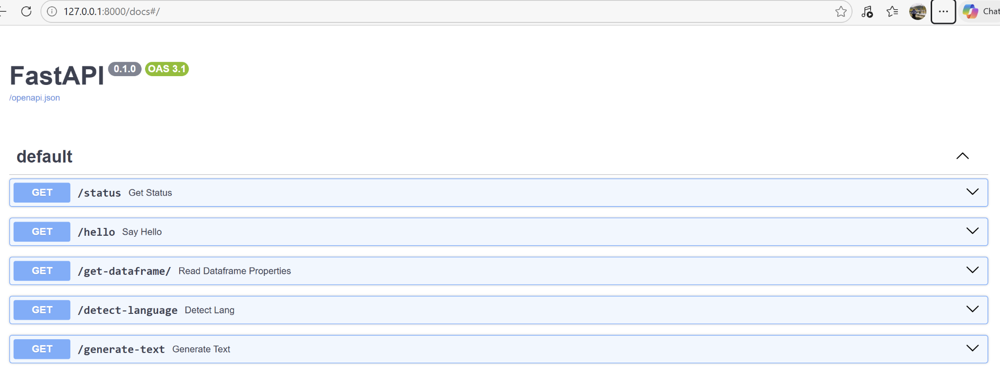 127.0.0.1:8000/docs#/
Chat
FastAPI 0.1.0 OAS 3.1
/openapi.json
default
GET /status Get Status
GET /hello Say Hello
GET /get-dataframe/ Read Dataframe Properties
GET /detect-language Detect Lang
GET /generate-text Generate Text